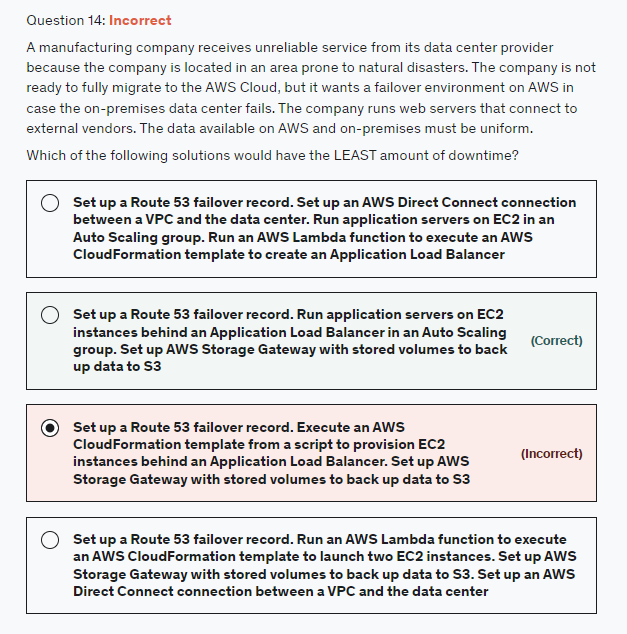 Question 14: Incorrect
A manufacturing company receives unreliable service from its data center provider
because the company is located in an area prone to natural disasters. The company is not
ready to fully migrate to the AWS Cloud, but it wants a failover environment on AWS in
case the on-premises data center fails. The company runs web servers that connect to
external vendors. The data available on AWS and on-premises must be uniform.
Which of the following solutions would have the LEAST amount of downtime?
Set up a Route 53 failover record. Set up an AWS Direct Connect connection
between a VPC and the data center. Run application servers on EC2 in an
Auto Scaling group. Run an AWS Lambda function to execute an AWS
CloudFormation template to create an Application Load Balancer
Set up a Route 53 failover record. Run application servers on EC2
instances behind an Application Load Balancer in an Auto Scaling
group. Set up AWS Storage Gateway with stored volumes to back
up data to S3
(Correct)
Set up a Route 53 failover record. Execute an AWS
CloudFormation template from a script to provision EC2
instances behind an Application Load Balancer. Set up AWS
Storage Gateway with stored volumes to back up data to S3
(Incorrect)
Set up a Route 53 failover record. Run an AWS Lambda function to execute
an AWS CloudFormation template to launch two EC2 instances. Set up AWS
Storage Gateway with stored volumes to back up data to S3. Set up an AWS
Direct Connect connection between a VPC and the data center